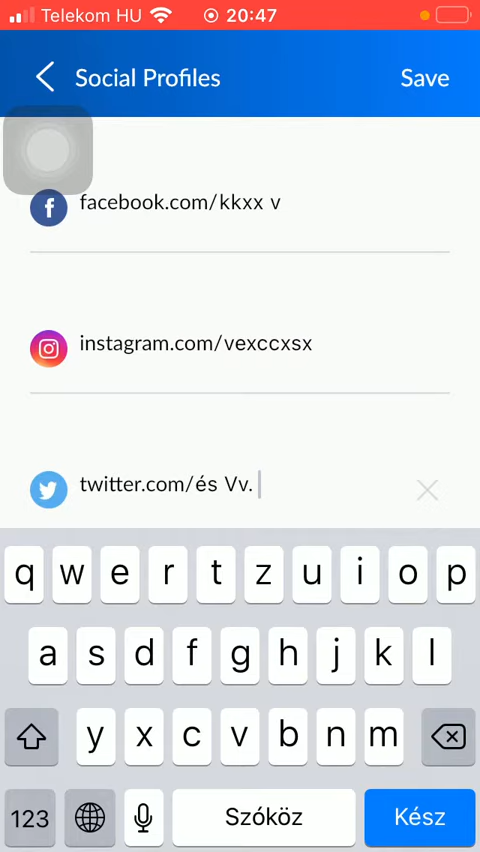 Telekom HU 20:47
Social Profiles Save
facebook.com/kkxx v
instagram.com/vexccxsx
twitter.com/és Vv.
q w e r t z u i o p
a s d f g h j k l
y x c v b n m
123 Szóköz Kész